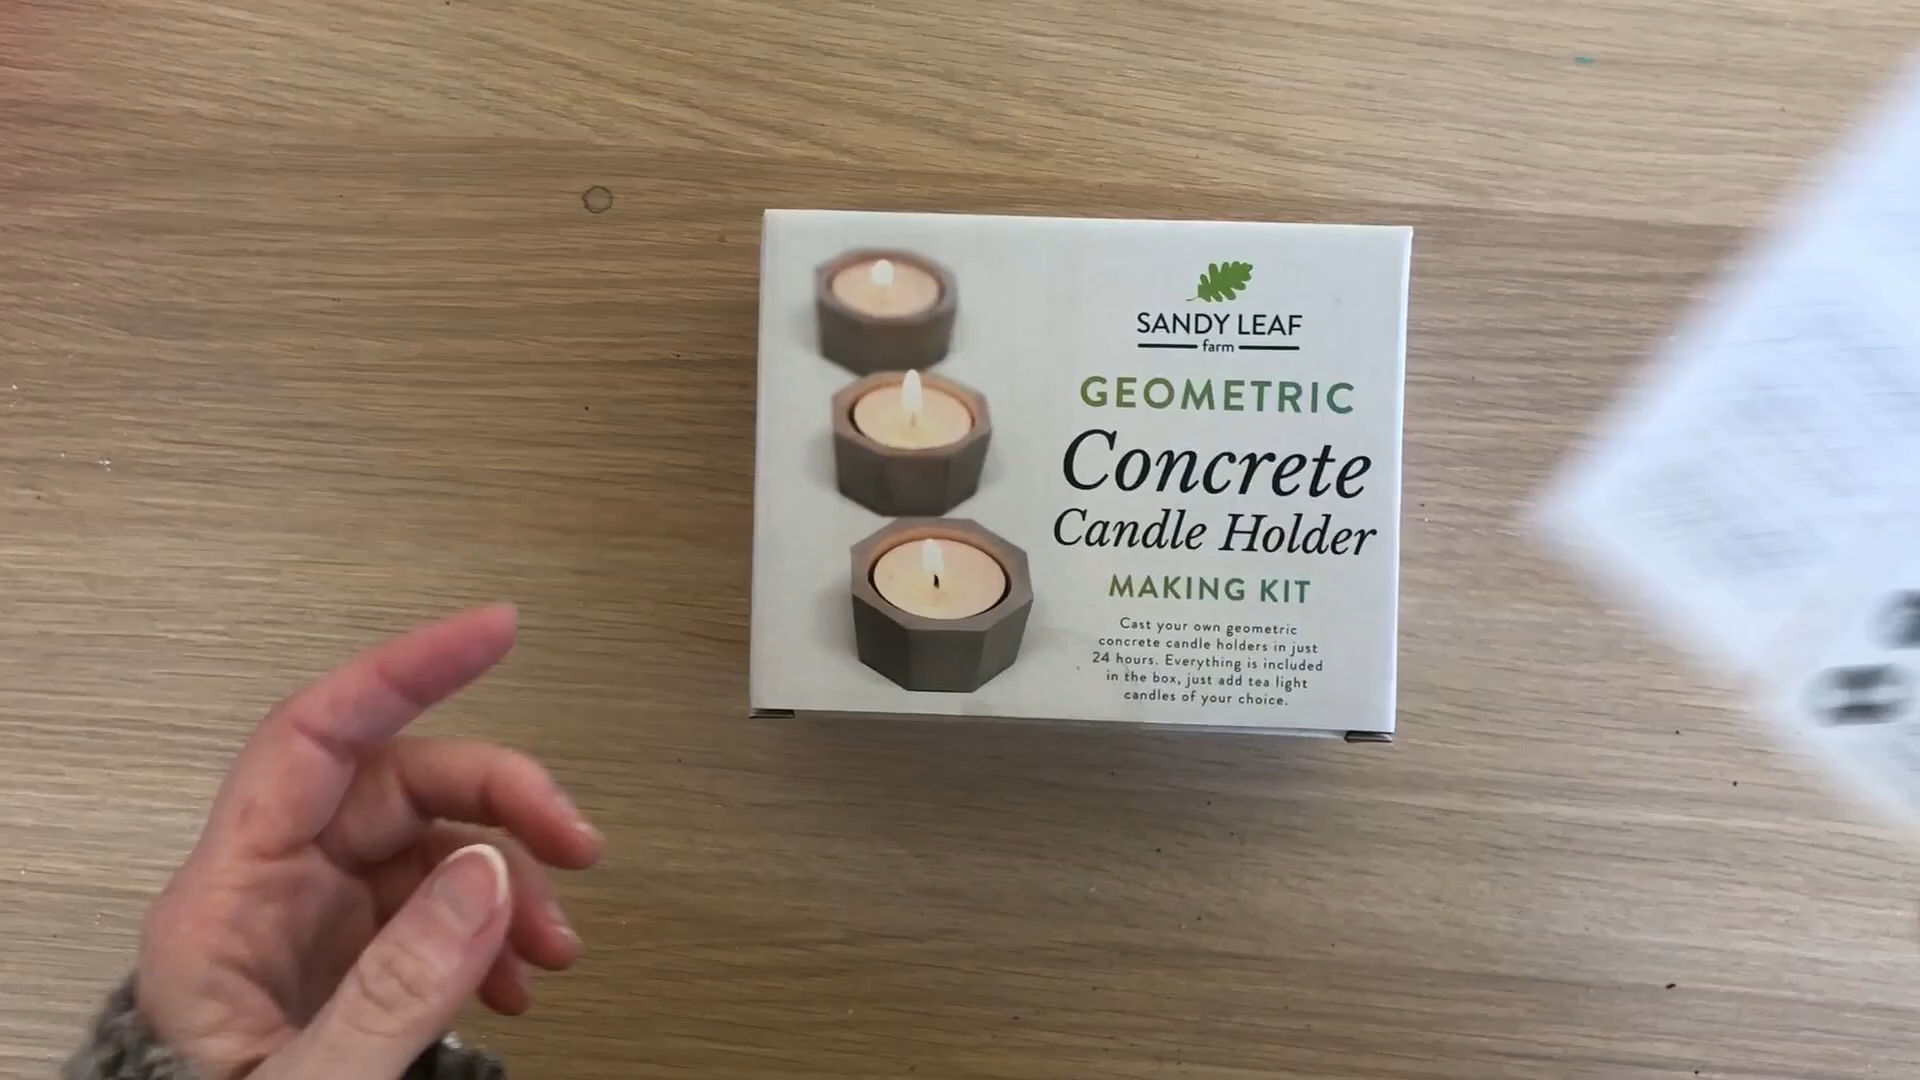 SANDY LEAF
farm
GEOMETRIC
Concrete
Candle Holder
MAKING KIT
Cast your own geometric
concrete candle holders in just
24 hours. Everything is included
in the box, just add tea light
candles of your choice.